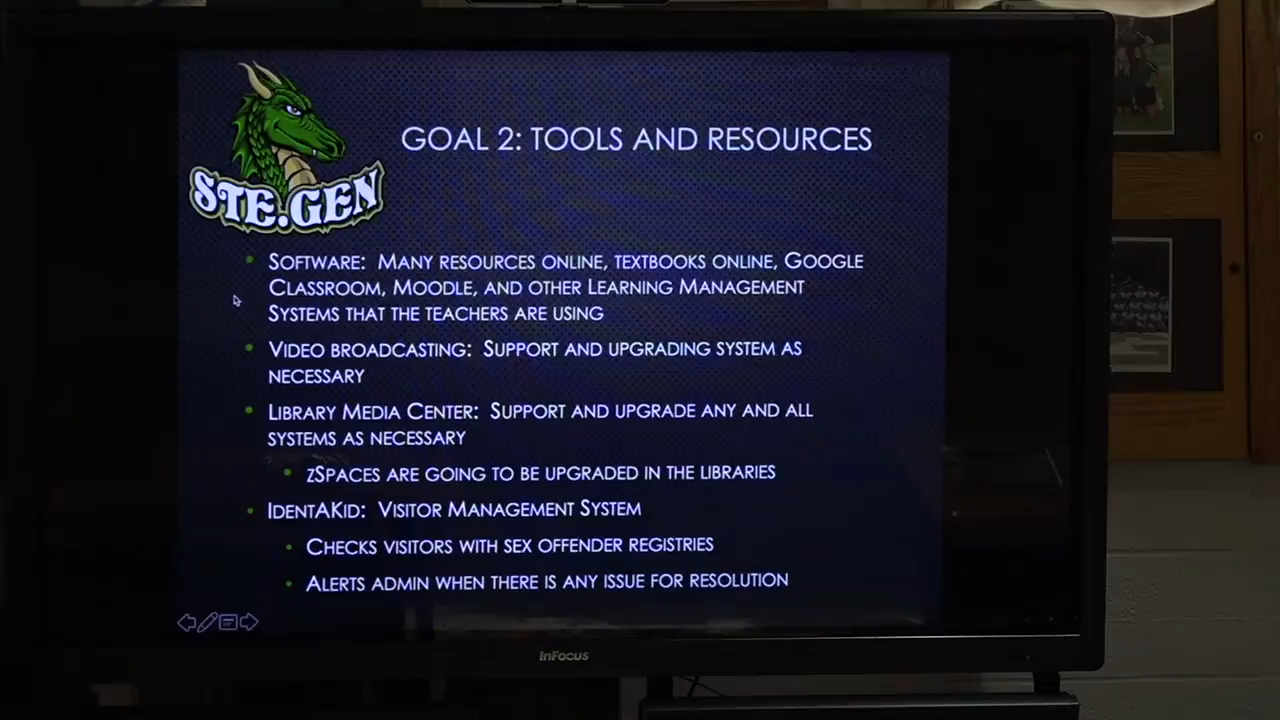 STE.GEN
GOAL 2: TOOLS AND RESOURCES
SOFTWARE: MANY RESOURCES ONLINE, TEXTBOOKS ONLINE, GOOGLE
CLASSROOM, MOODLE, AND OTHER LEARNING MANAGEMENT
SYSTEMS THAT THE TEACHERS ARE USING
VIDEO BROADCASTING: SUPPORT AND UPGRADING SYSTEM AS
NECESSARY
LIBRARY MEDIA CENTER: SUPPORT AND UPGRADE ANY AND ALL
SYSTEMS AS NECESSARY
ZSPACES ARE GOING TO BE UPGRADED IN THE LIBRARIES
IDENTAKID: VISITOR MANAGEMENT SYSTEM
CHECKS VISITORS WITH SEX OFFENDER REGISTRIES
ALERTS ADMIN WHEN THERE IS ANY ISSUE FOR RESOLUTION
InFocus